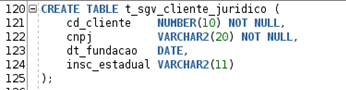 120 CREATE TABLE t_sgv_cliente_juridico (
121 cd_cliente NUMBER(10) NOT NULL,
122 cnpj VARCHAR2(20) NOT NULL,
123 dt_fundacao DATE,
124 insc_estadual VARCHAR2(11)
125 );